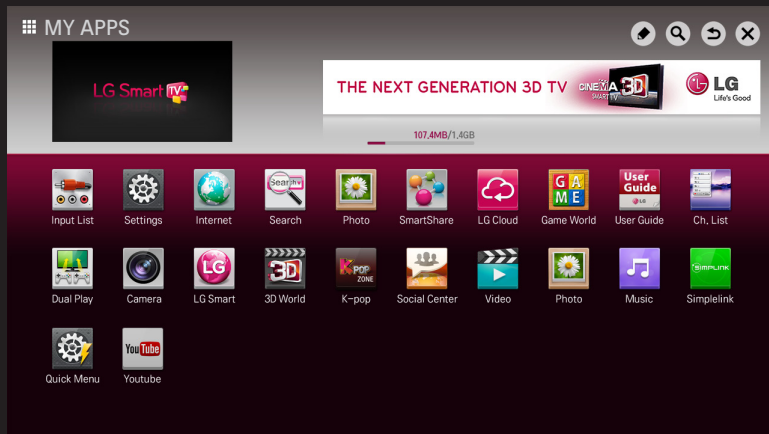 MY APPS
LG Smart TV
THE NEXT GENERATION 3D TV
CINEMA 3D
SMART TV
LG
Life's Good
107.4MB/1.4GB
Search
GAME
User
Guide
LG
Input List
Settings
Internet
Search
Photo
SmartShare
LG Cloud
Game World
User Guide
Ch. List
LG
3D
K-POP
ZONE
SIMPLINK
Dual Play
Camera
LG Smart
3D World
K-pop
Social Center
Video
Photo
Music
Simplelink
YouTube
Quick Menu
Youtube